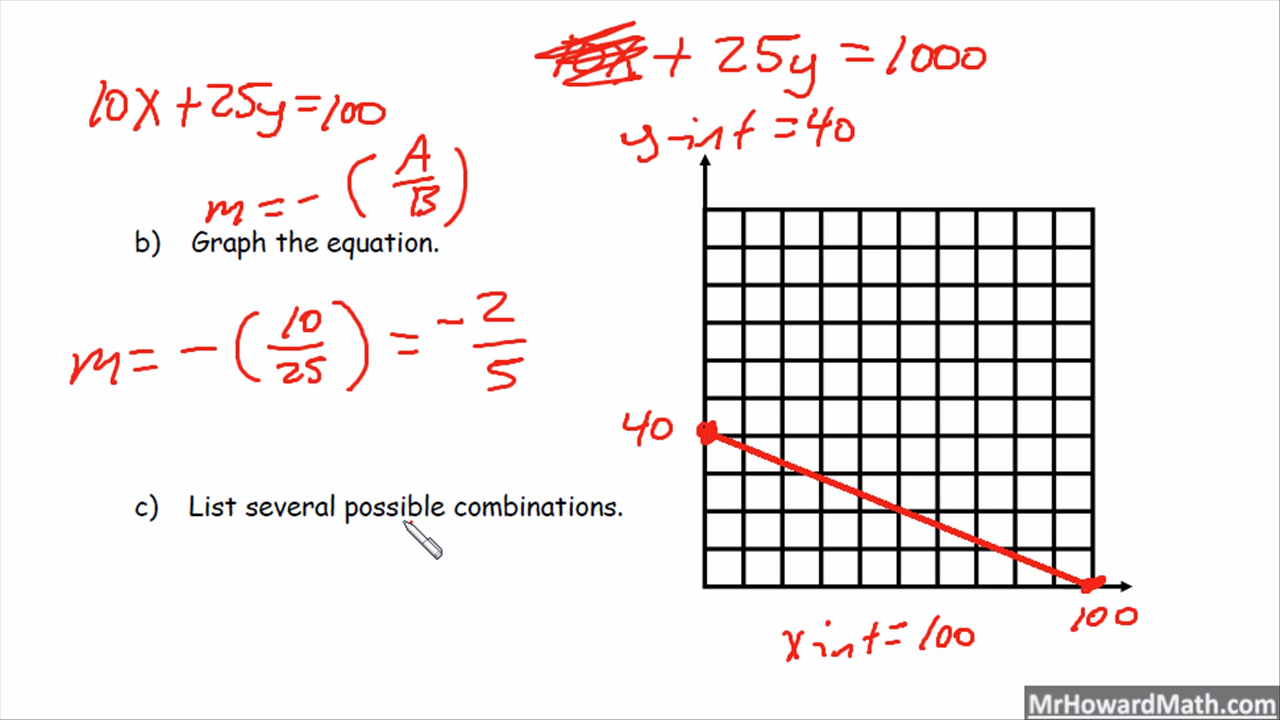 10x + 25y = 1000
10x + 25y = 100
y int = 40
m = - (A/B)
b) Graph the equation.
m = - (10/25) = -2/5
40
c) List several possible combinations.
100
x int = 100
MrHowardMath.com